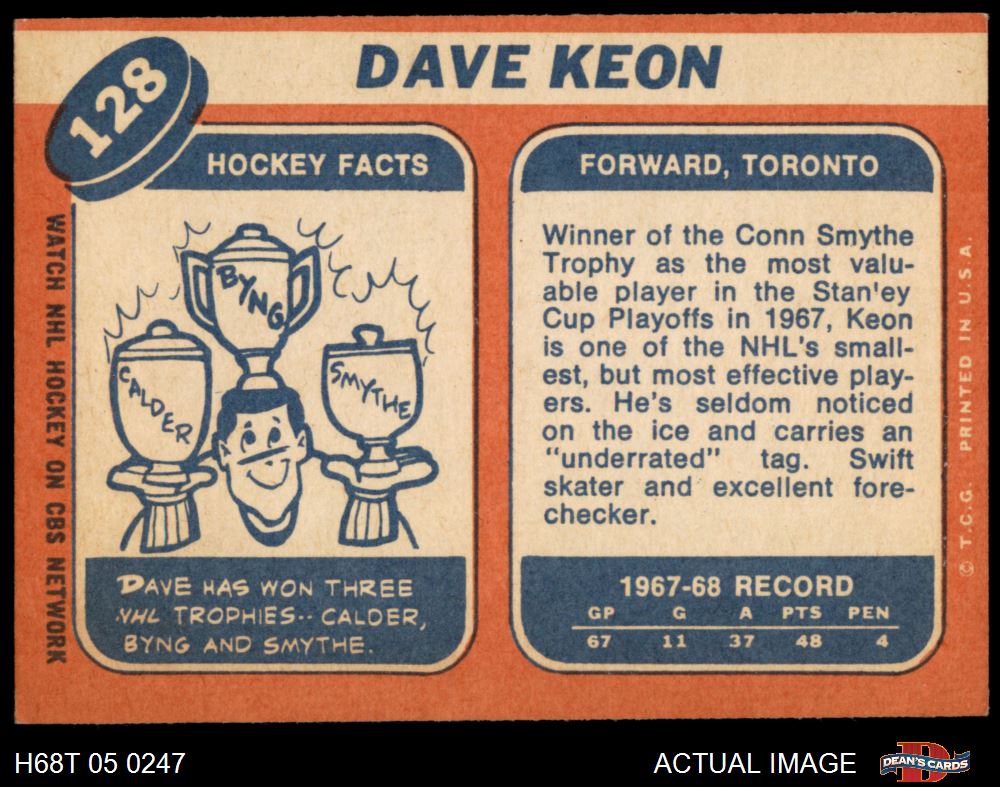 DAVE KEON
128
HOCKEY FACTS
BYNG
CALDER
SMYTHE
DAVE HAS WON THREE
NHL TROPHIES-- CALDER,
BYNG AND SMYTHE.
WATCH NHL HOCKEY ON CBS NETWORK
FORWARD, TORONTO
Winner of the Conn Smythe
Trophy as the most valu-
able player in the Stan'ey
Cup Playoffs in 1967, Keon
is one of the NHL's small-
est, but most effective play-
ers. He's seldom noticed
on the ice and carries an
"underrated" tag. Swift
skater and excellent fore-
checker.
1967-68 RECORD
GP G A PTS PEN
67 11 37 48 4
© T.C.G. PRINTED IN U.S.A.
H68T 05 0247
ACTUAL IMAGE
D
DEAN'S CARDS